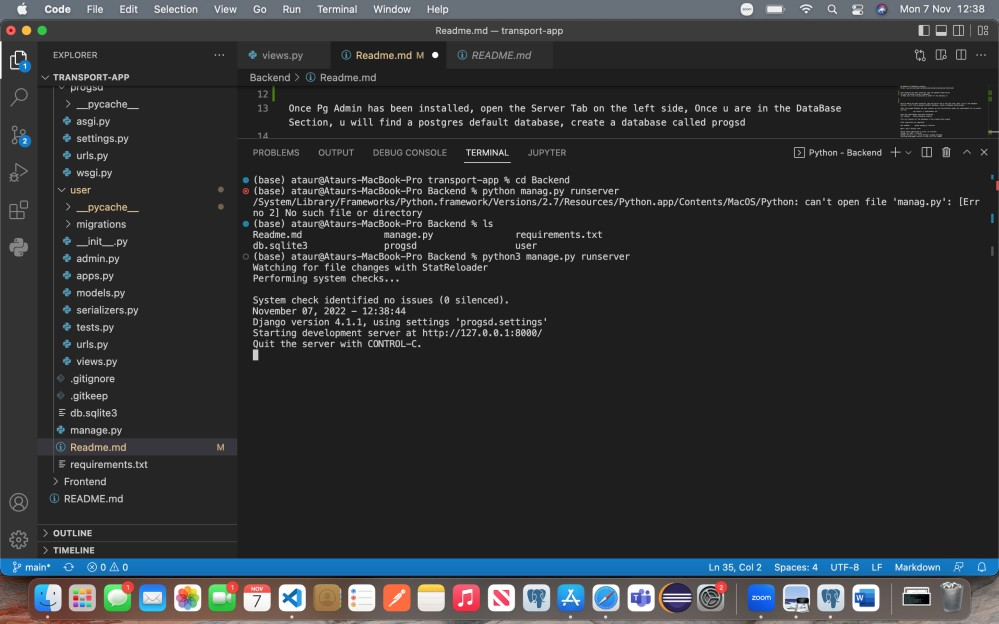 Code File Edit Selection View Go Run Terminal Window Help zoom Mon 7 Nov 12:38
Readme.md — transport-app
EXPLORER
views.py Readme.md M README.md
TRANSPORT-APP
Backend > Readme.md
progsd
__pycache__
asgi.py
settings.py
urls.py
wsgi.py
user
__pycache__
migrations
__init__.py
admin.py
apps.py
models.py
serializers.py
tests.py
urls.py
views.py
.gitignore
.gitkeep
db.sqlite3
manage.py
Readme.md M
requirements.txt
Frontend
README.md
OUTLINE
TIMELINE
1
2
12
13 Once Pg Admin has been installed, open the Server Tab on the left side, Once u are in the DataBase
Section, u will find a postgres default database, create a database called progsd
14
PROBLEMS OUTPUT DEBUG CONSOLE TERMINAL JUPYTER Python - Backend
(base) ataur@Ataurs-MacBook-Pro transport-app % cd Backend
(base) ataur@Ataurs-MacBook-Pro Backend % python manag.py runserver
/System/Library/Frameworks/Python.framework/Versions/2.7/Resources/Python.app/Contents/MacOS/Python: can't open file 'manag.py': [Err
no 2] No such file or directory
(base) ataur@Ataurs-MacBook-Pro Backend % ls
Readme.md manage.py requirements.txt
db.sqlite3 progsd user
(base) ataur@Ataurs-MacBook-Pro Backend % python3 manage.py runserver
Watching for file changes with StatReloader
Performing system checks...
System check identified no issues (0 silenced).
November 07, 2022 - 12:38:44
Django version 4.1.1, using settings 'progsd.settings'
Starting development server at http://127.0.0.1:8000/
Quit the server with CONTROL-C.
main* 0 0 Ln 35, Col 2 Spaces: 4 UTF-8 LF Markdown
1 1 NOV 7 2 zoom